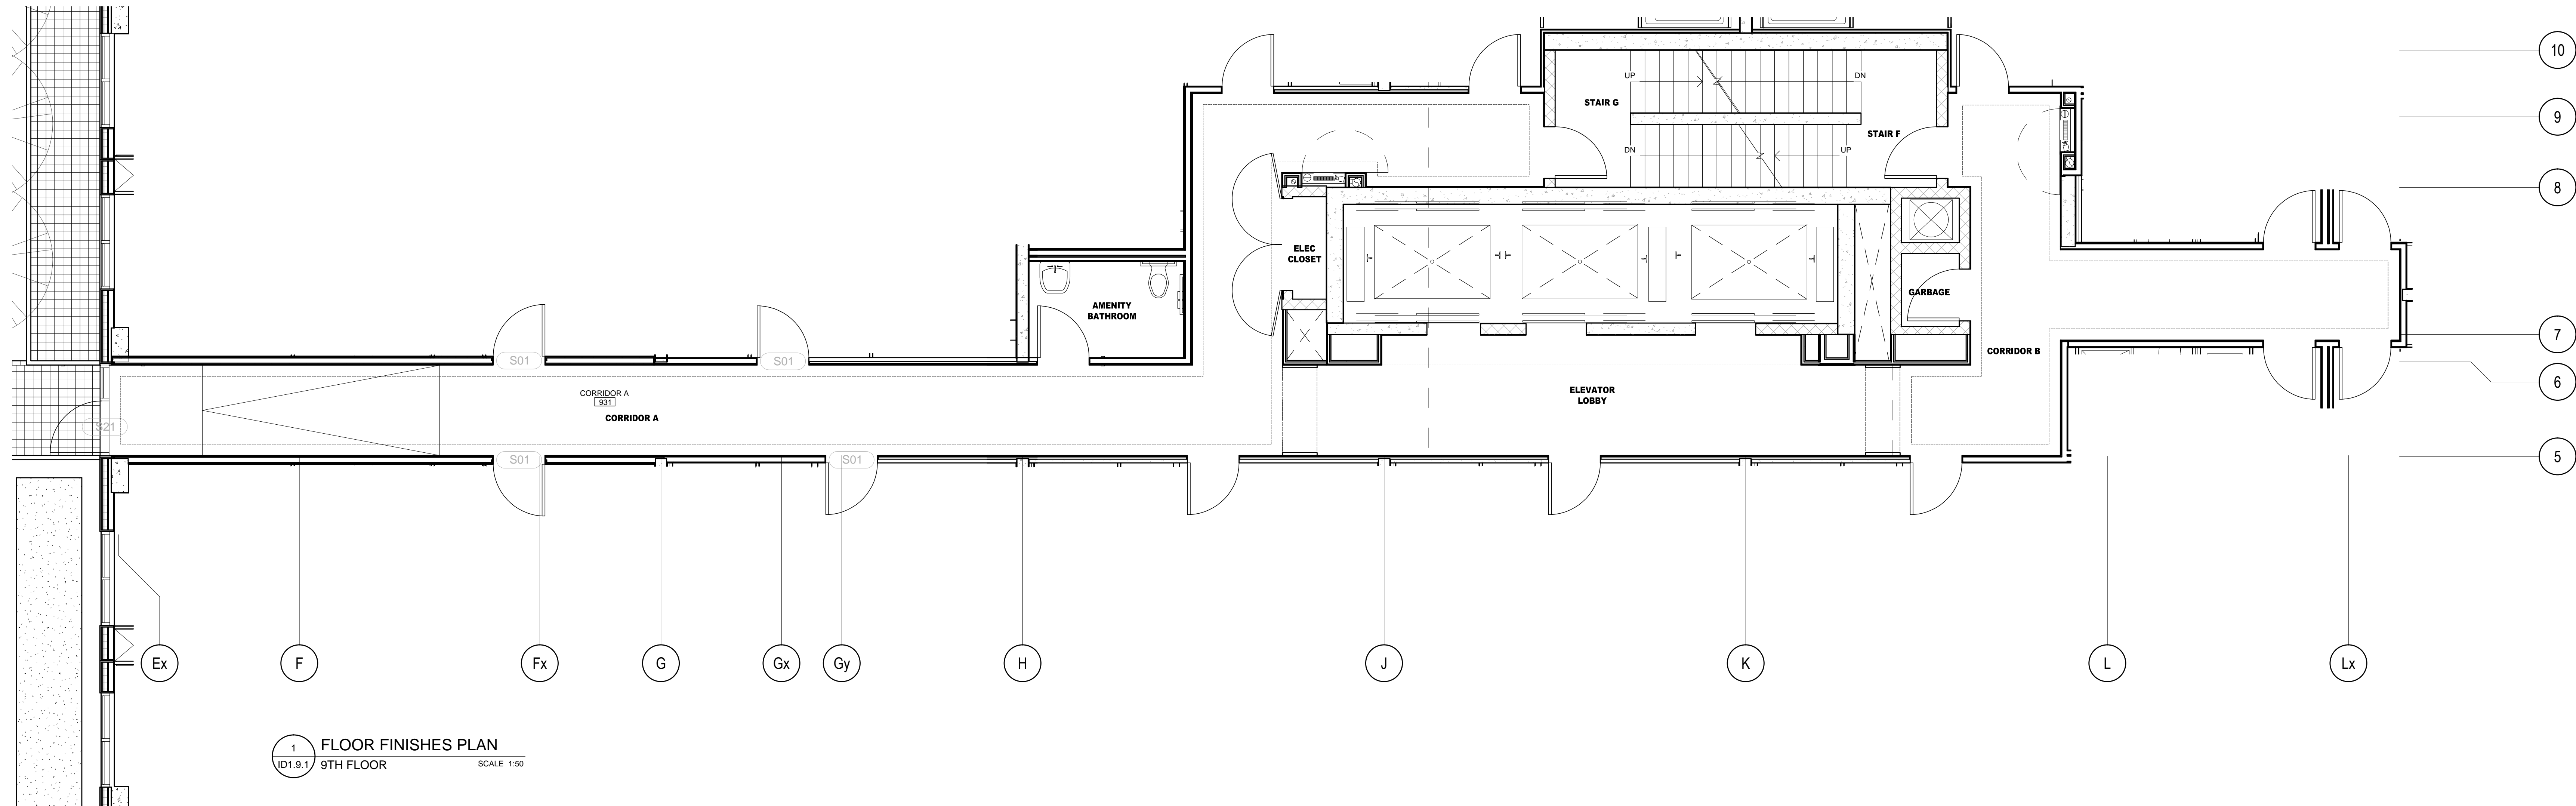 10
UP
DN
STAIR G
9
STAIR F
DN
UP
8
ELEC
CLOSET
GARBAGE
AMENITY
BATHROOM
7
CORRIDOR B
S01
S01
6
CORRIDOR A
931
CORRIDOR A
ELEVATOR
LOBBY
S21
S01
S01
5
Ex
F
Fx
G
Gx
Gy
H
J
K
L
Lx
1
FLOOR FINISHES PLAN
ID1.9.1
9TH FLOOR
SCALE 1:50